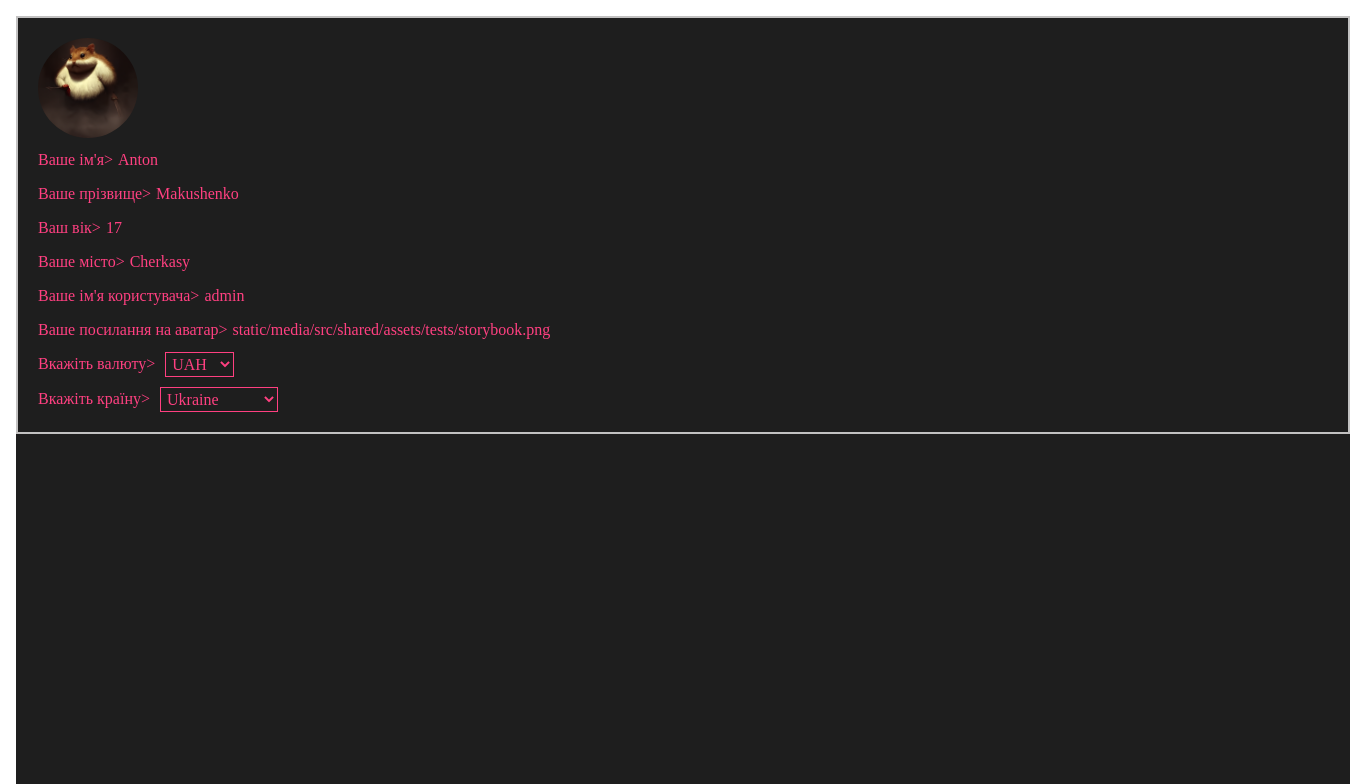 Ваше ім'я> Anton
Ваше прізвище> Makushenko
Ваш вік> 17
Ваше місто> Cherkasy
Ваше ім'я користувача> admin
Ваше посилання на аватар> static/media/src/shared/assets/tests/storybook.png
Вкажіть валюту> UAH
Вкажіть країну> Ukraine